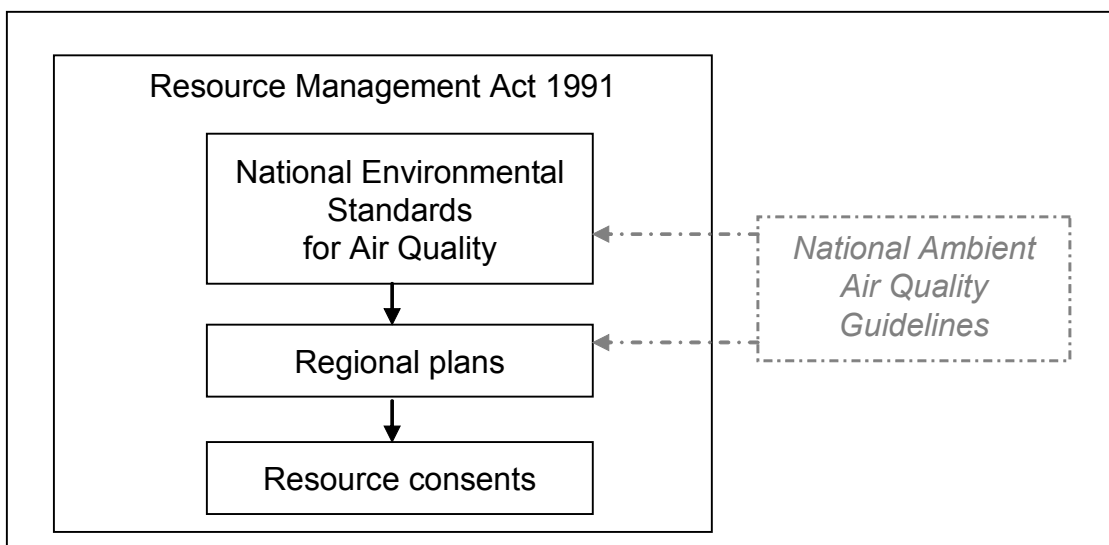 Resource Management Act 1991
National Environmental
Standards
for Air Quality
National Ambient
Air Quality
Guidelines
Regional plans
Resource consents